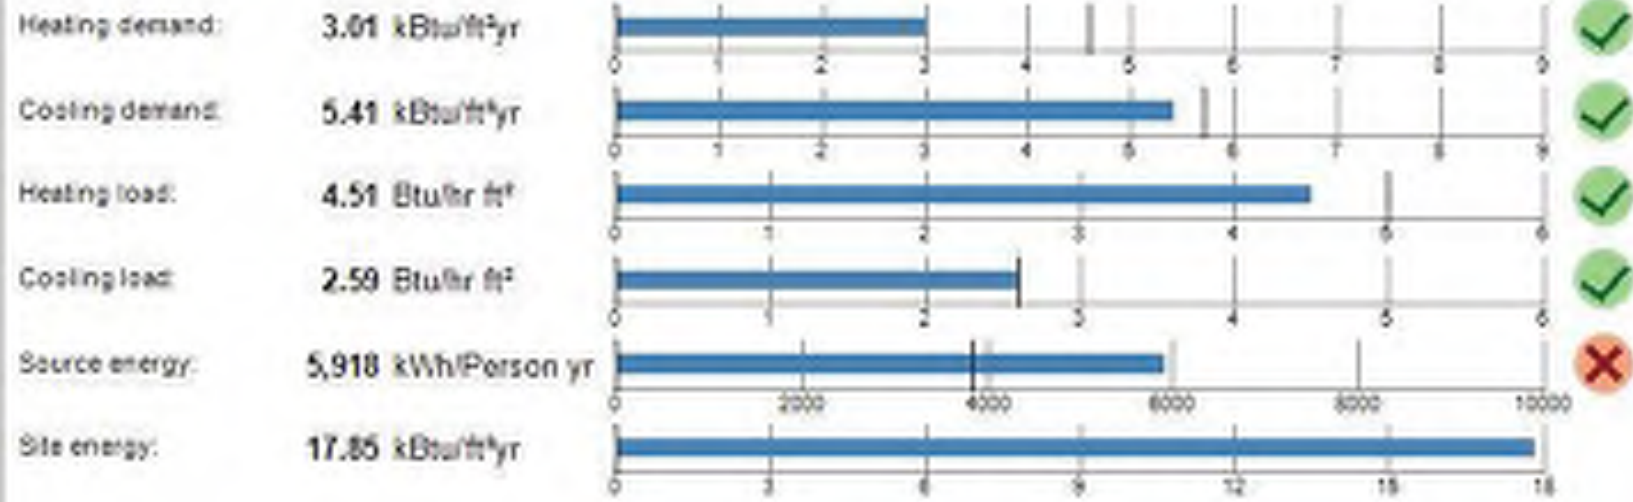 Heating demand: 3.01 kBtu/ft²yr
0 1 2 3 4 5 6 7 8 9
Cooling demand: 5.41 kBtu/ft²yr
0 1 2 3 4 5 6 7 8 9
Heating load: 4.51 Btu/hr ft²
0 1 2 3 4 5 6
Cooling load: 2.59 Btu/hr ft²
0 1 2 3 4 5 6
Source energy: 5,918 kWh/Person yr
0 2000 4000 6000 8000 10000
Site energy: 17.85 kBtu/ft²yr
0 3 6 9 12 15 18